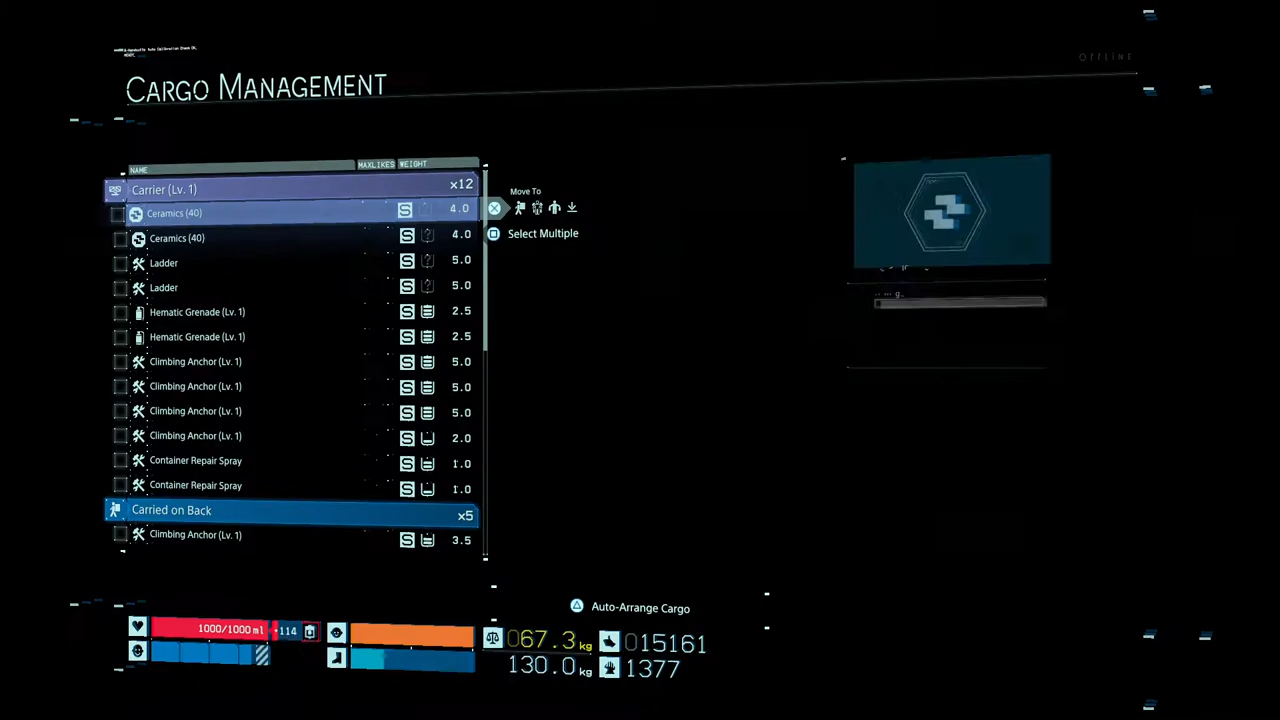 OFFLINE
CARGO MANAGEMENT
NAME MAXLIKES WEIGHT
Carrier (Lv. 1) x12
Ceramics (40) S 4.0
Ceramics (40) S 4.0
Ladder S 5.0
Ladder S 5.0
Hematic Grenade (Lv. 1) S 2.5
Hematic Grenade (Lv. 1) S 2.5
Climbing Anchor (Lv. 1) S 5.0
Climbing Anchor (Lv. 1) S 5.0
Climbing Anchor (Lv. 1) S 5.0
Climbing Anchor (Lv. 1) S 2.0
Container Repair Spray S 1.0
Container Repair Spray S 1.0
Carried on Back x5
Climbing Anchor (Lv. 1) S 3.5
Move To
Select Multiple
Auto-Arrange Cargo
1000/1000 ml 114
067.3 kg 015161
130.0 kg 1377